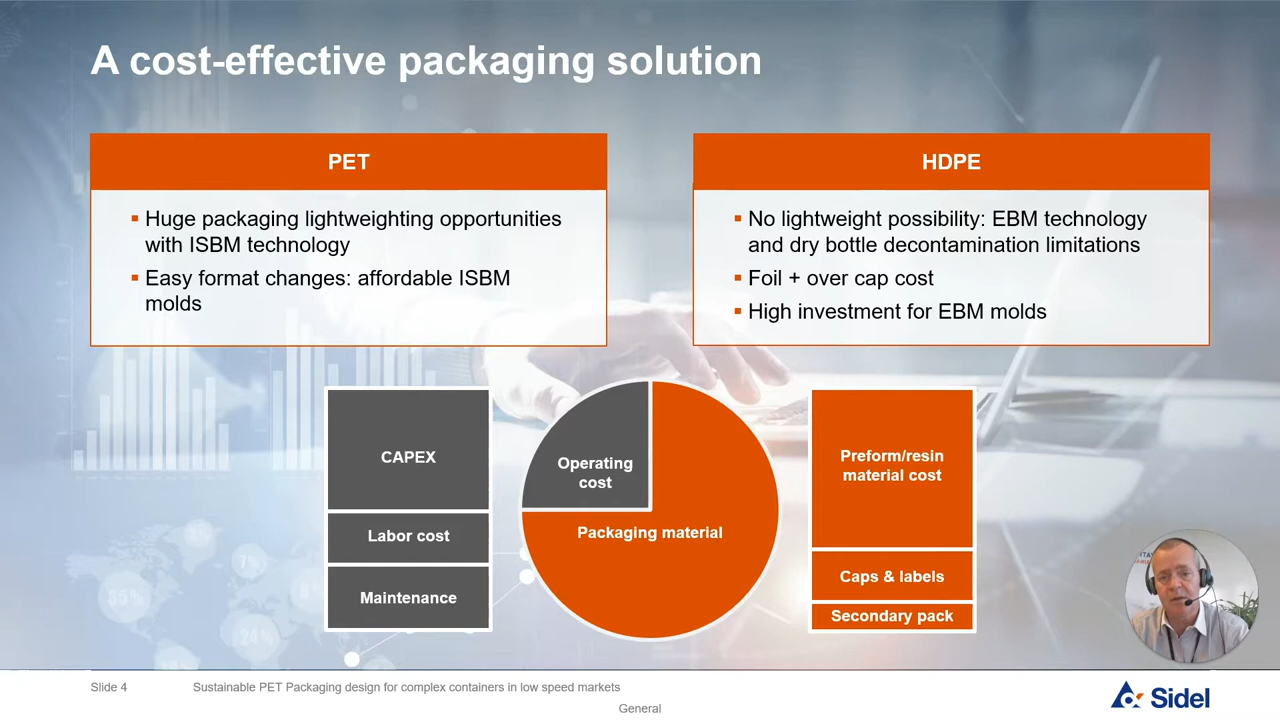 A cost-effective packaging solution
PET
▪ Huge packaging lightweighting opportunities
with ISBM technology
▪ Easy format changes: affordable ISBM
molds
HDPE
▪ No lightweight possibility: EBM technology
and dry bottle decontamination limitations
▪ Foil + over cap cost
▪ High investment for EBM molds
CAPEX
Labor cost
Maintenance
Operating
cost
Packaging material
Preform/resin
material cost
Caps & labels
Secondary pack
Slide 4
Sustainable PET Packaging design for complex containers in low speed markets
General
Sidel